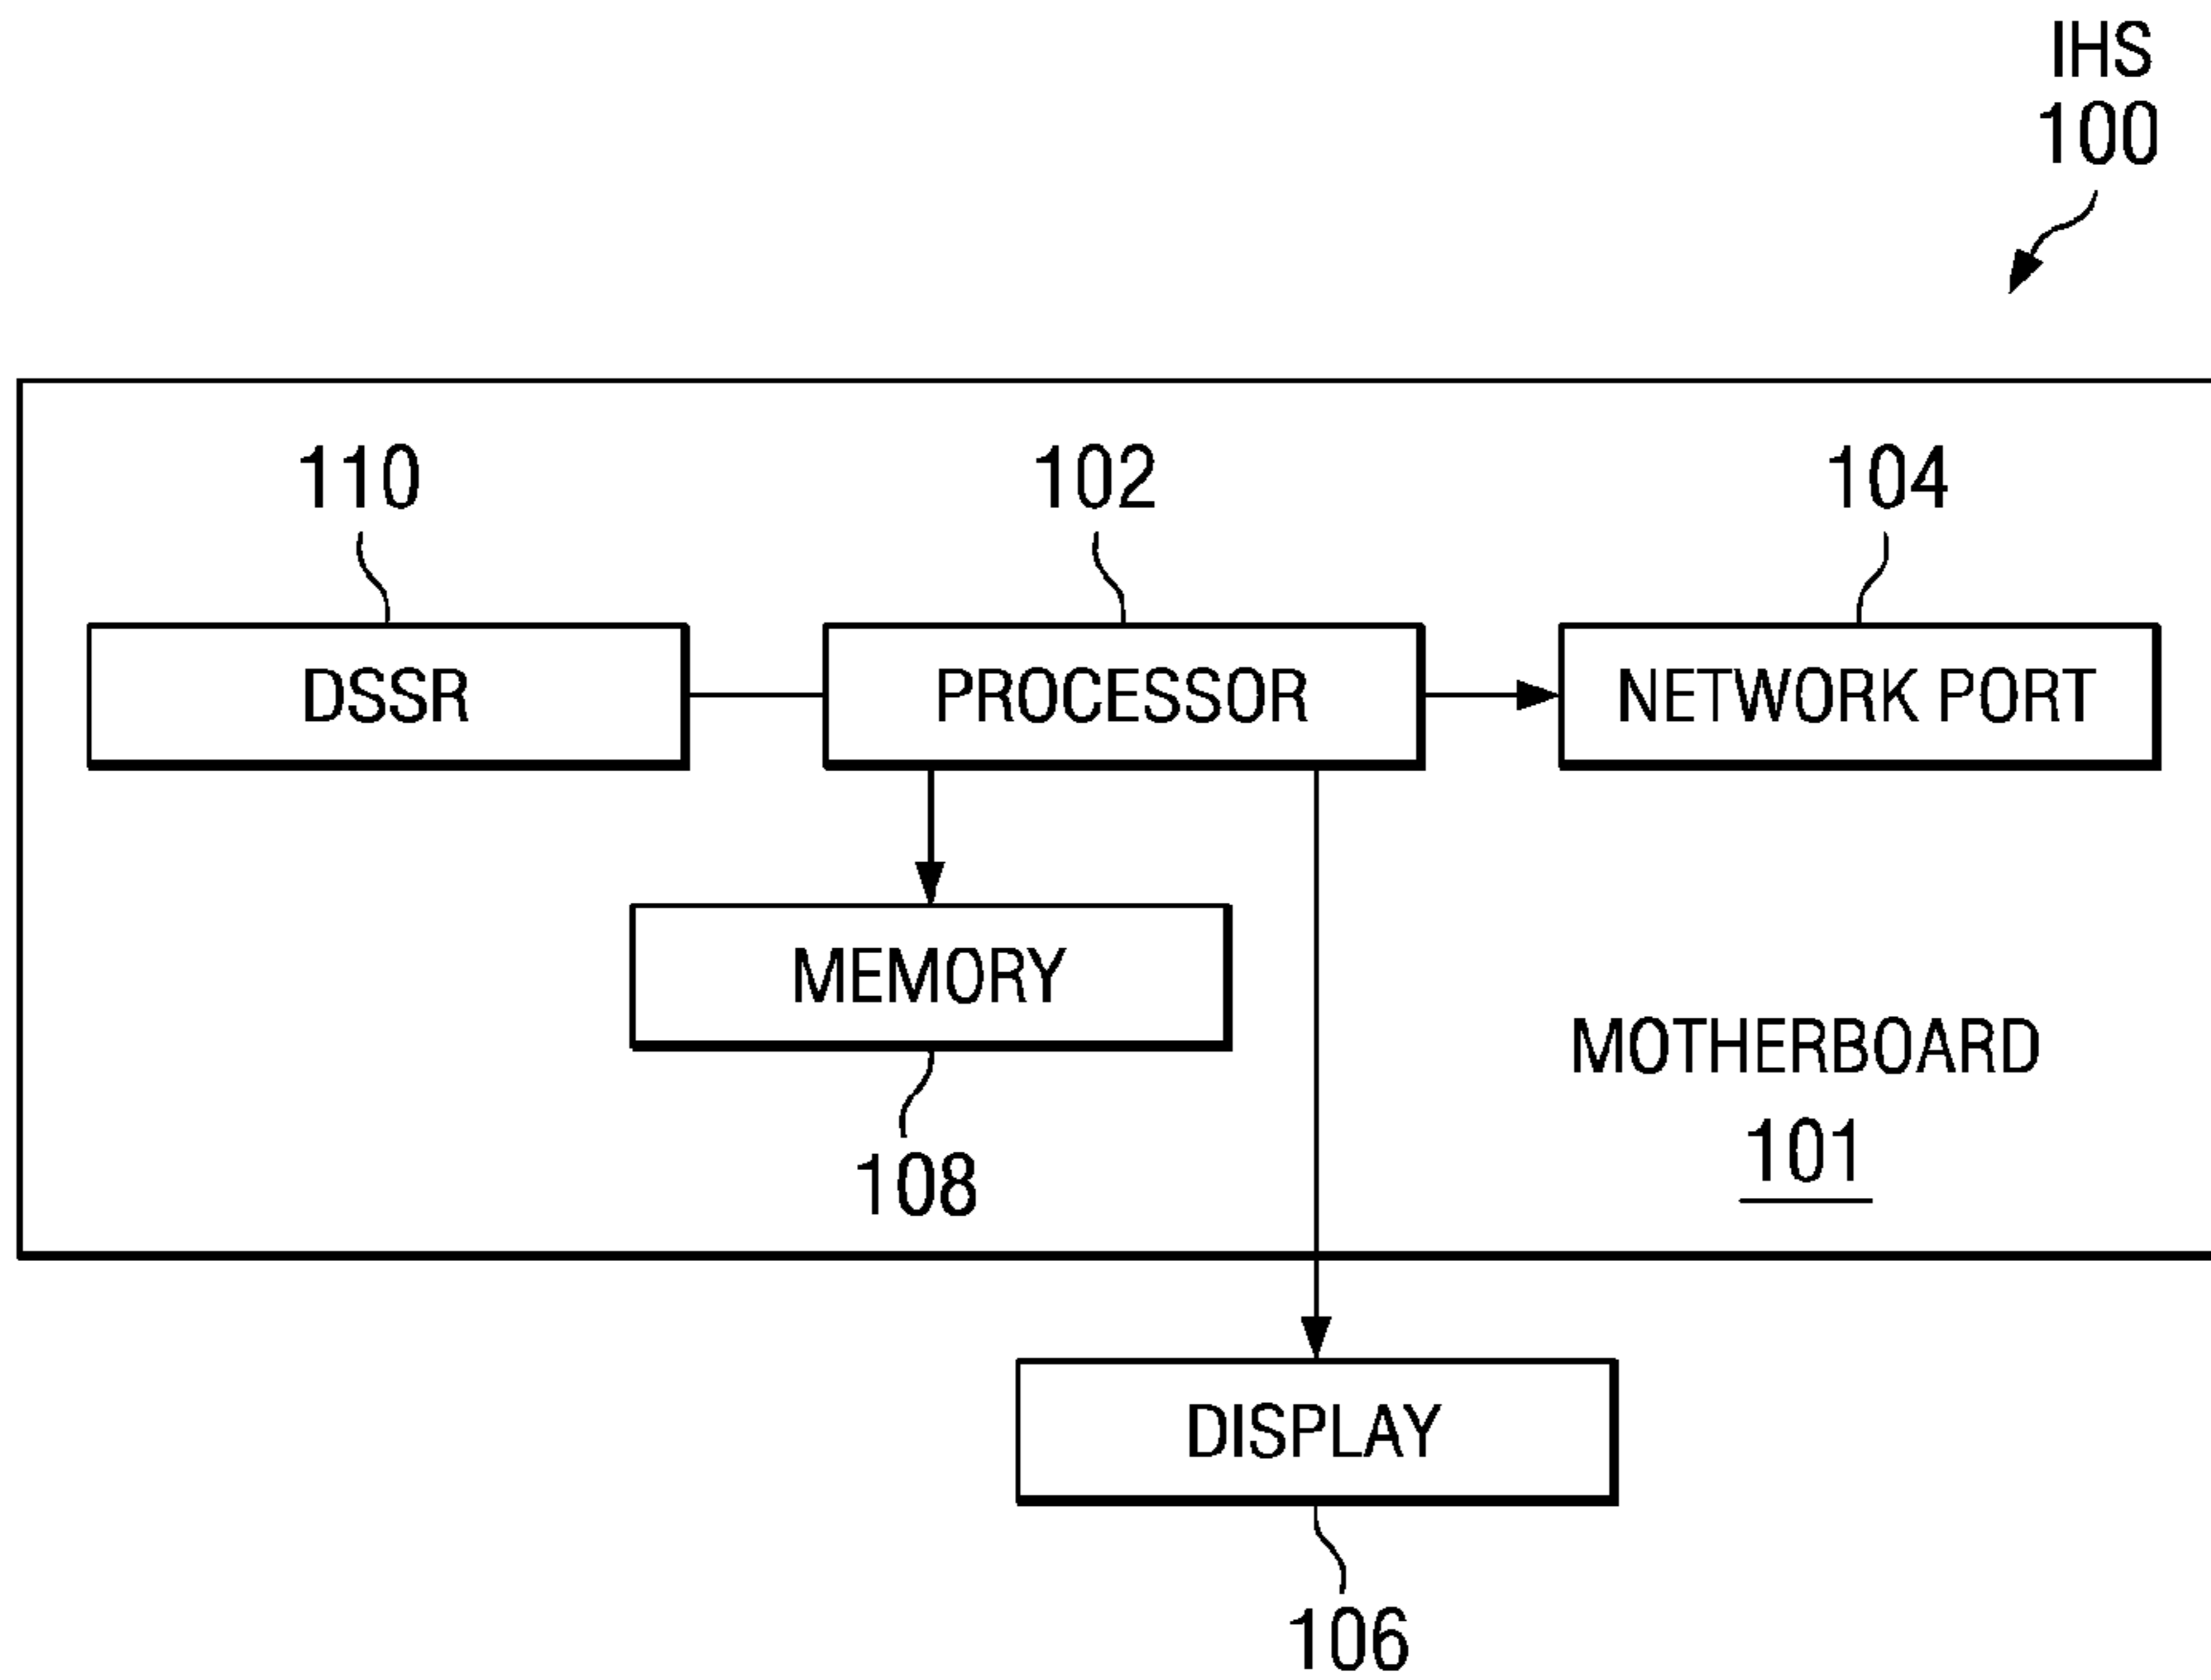 IHS
100
110
102
104
DSSR
PROCESSOR
NETWORK PORT
MEMORY
108
MOTHERBOARD
101
DISPLAY
106